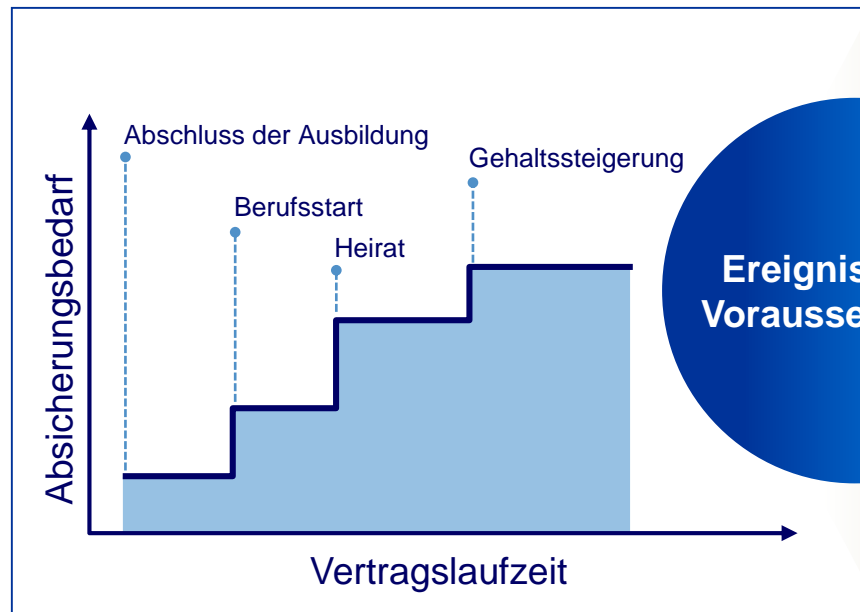 Abschluss der Ausbildung
Gehaltssteigerung
Berufsstart
Heirat
Absicherungsbedarf
Vertragslaufzeit
Ereignis
Vorausse